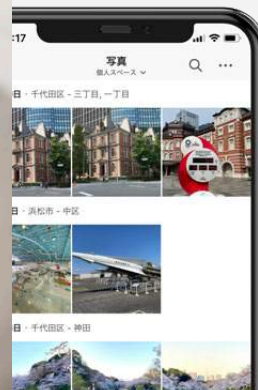 :17
写真
個人スペース
日・千代田区 - 三丁目, 一丁目
日・浜松市 - 中区
日・千代田区 - 神田